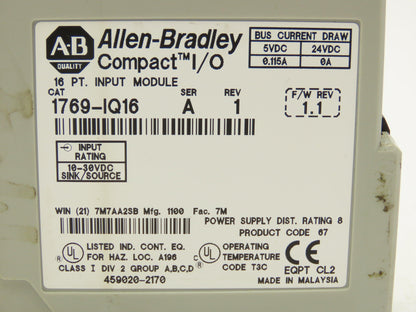 A·B
QUALITY
Allen-Bradley
Compact™ I/O
BUS CURRENT DRAW
5VDC 24VDC
0.115A 0A
16 PT. INPUT MODULE
CAT SER REV
1769-IQ16 A 1
F/W REV
1.1
INPUT
RATING
10-30VDC
SINK/SOURCE
WIN (21) 7M7AA2SB Mfg. 1100 Fac. 7M
POWER SUPPLY DIST. RATING 8
PRODUCT CODE 67
UL LISTED IND. CONT. EQ.
FOR HAZ. LOC. A196
CLASS I DIV 2 GROUP A,B,C,D
459020-2170
UL OPERATING
TEMPERATURE
CODE T3C
CE
EQPT CL2
MADE IN MALAYSIA